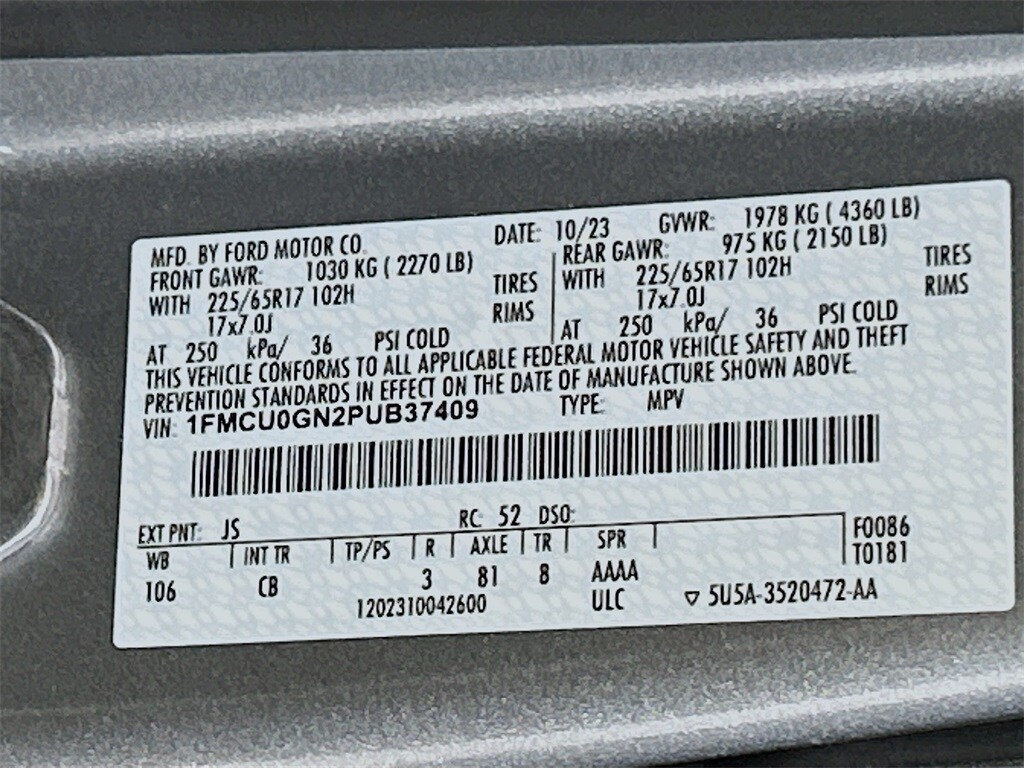 MFD. BY FORD MOTOR CO. DATE: 10/23 GVWR: 1978 KG ( 4360 LB)
FRONT GAWR: 1030 KG ( 2270 LB) REAR GAWR: 975 KG ( 2150 LB)
WITH 225/65R17 102H TIRES WITH 225/65R17 102H TIRES
17x7.0J RIMS 17x7.0J RIMS
AT 250 kPa/ 36 PSI COLD AT 250 kPa/ 36 PSI COLD
THIS VEHICLE CONFORMS TO ALL APPLICABLE FEDERAL MOTOR VEHICLE SAFETY AND THEFT
PREVENTION STANDARDS IN EFFECT ON THE DATE OF MANUFACTURE SHOWN ABOVE.
VIN: 1FMCU0GN2PUB37409 TYPE: MPV
EXT PNT: JS RC: 52 DSO:
WB INT TR TP/PS R AXLE TR SPR F0086
106 CB 3 81 8 AAAA T0181
1202310042600 ULC ▽ 5U5A-3520472-AA